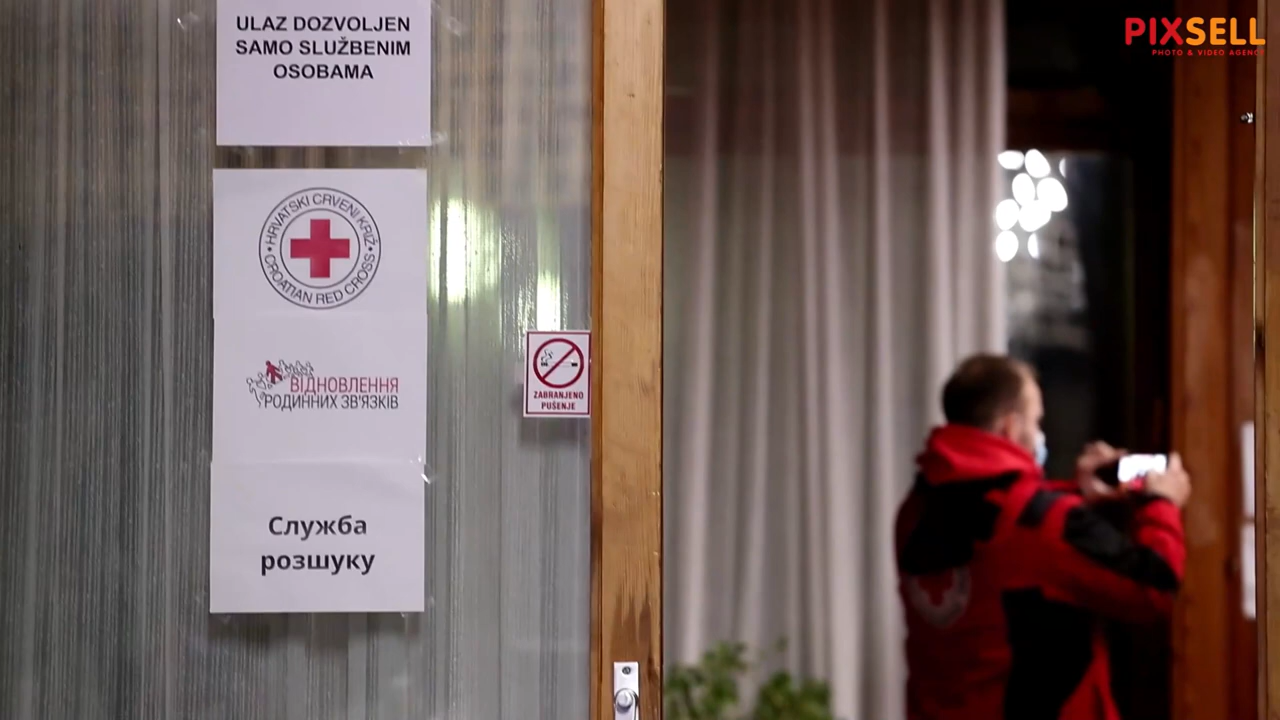 ULAZ DOZVOLJEN
SAMO SLUŽBENIM
OSOBAMA
HRVATSKI CRVENI KRIŽ
CROATIAN RED CROSS
ВІДНОВЛЕННЯ
РОДИННИХ ЗВ'ЯЗКІВ
Служба
розшуку
ZABRANJENO
PUŠENJE
PIXSELL
PHOTO & VIDEO AGENCY